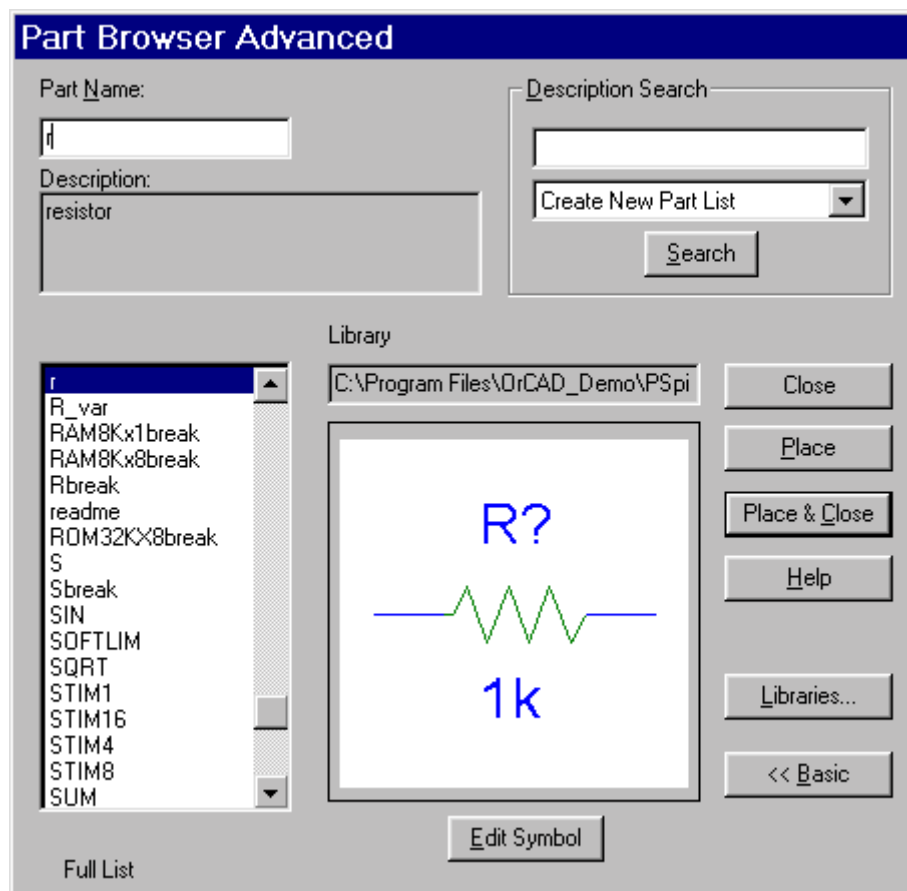 Part Browser Advanced
Part Name:
r
Description:
resistor
Description Search
Create New Part List
Search
Library
C:\Program Files\OrCAD_Demo\PSpi
r
R_var
RAM8Kx1break
RAM8Kx8break
Rbreak
readme
ROM32KX8break
S
Sbreak
SIN
SOFTLIM
SQRT
STIM1
STIM16
STIM4
STIM8
SUM
Full List
R?
1k
Edit Symbol
Close
Place
Place & Close
Help
Libraries...
<< Basic